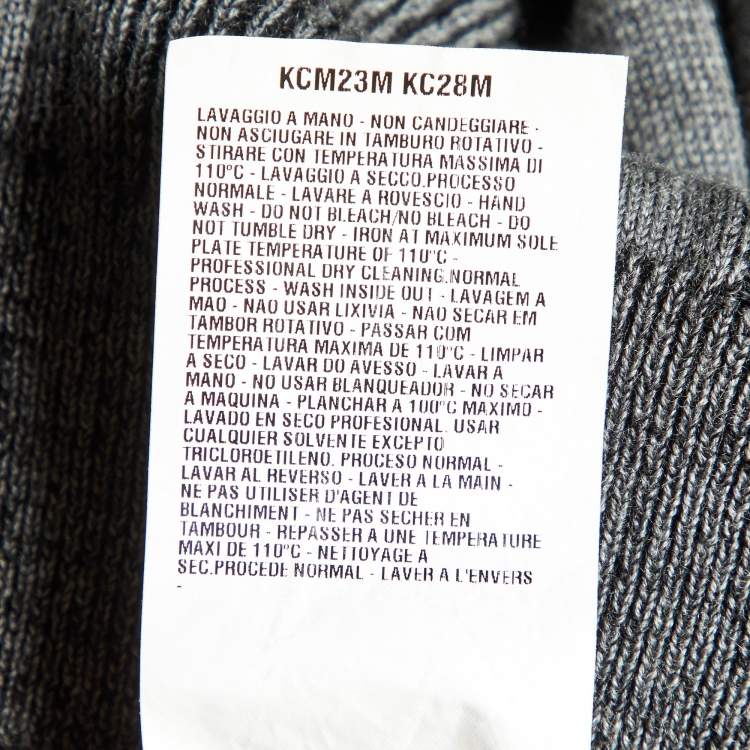 KCM23M KC28M
LAVAGGIO A MANO - NON CANDEGGIARE -
NON ASCIUGARE IN TAMBURO ROTATIVO -
STIRARE CON TEMPERATURA MASSIMA DI
110°C - LAVAGGIO A SECCO.PROCESSO
NORMALE - LAVARE A ROVESCIO - HAND
WASH - DO NOT BLEACH/NO BLEACH - DO
NOT TUMBLE DRY - IRON AT MAXIMUM SOLE
PLATE TEMPERATURE OF 110°C -
PROFESSIONAL DRY CLEANING.NORMAL
PROCESS - WASH INSIDE OUT - LAVAGEM A
MAO - NAO USAR LIXIVIA - NAO SECAR EM
TAMBOR ROTATIVO - PASSAR COM
TEMPERATURA MAXIMA DE 110°C - LIMPAR
A SECO - LAVAR DO AVESSO - LAVAR A
MANO - NO USAR BLANQUEADOR - NO SECAR
A MAQUINA - PLANCHAR A 100°C MAXIMO -
LAVADO EN SECO PROFESIONAL. USAR
CUALQUIER SOLVENTE EXCEPTO
TRICLOROETILENO. PROCESO NORMAL -
LAVAR AL REVERSO - LAVER A LA MAIN -
NE PAS UTILISER D'AGENT DE
BLANCHIMENT - NE PAS SECHER EN
TAMBOUR - REPASSER A UNE TEMPERATURE
MAXI DE 110°C - NETTOYAGE A
SEC.PROCEDE NORMAL - LAVER A L'ENVERS
-